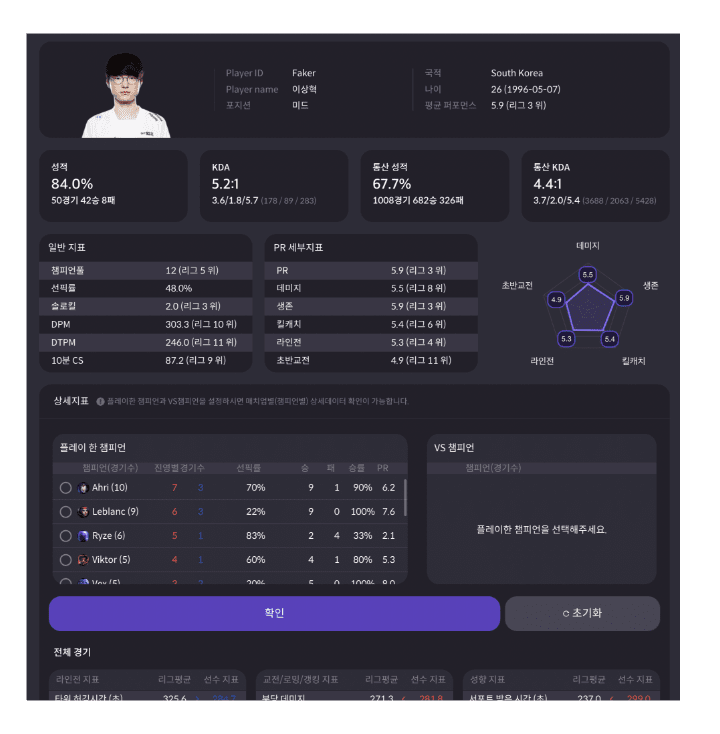 Player ID Faker
Player name 이상혁
포지션 미드
국적 South Korea
나이 26 (1996-05-07)
평균 퍼포먼스 5.9 (리그 3 위)
성적
84.0%
50경기 42승 8패
KDA
5.2:1
3.6/1.8/5.7 (178 / 89 / 283)
통산 성적
67.7%
1008경기 682승 326패
통산 KDA
4.4:1
3.7/2.0/5.4 (3688 / 2063 / 5428)
일반 지표
챔피언폼 12 (리그 5 위)
선픽률 48.0%
솔로킬 2.0 (리그 3 위)
DPM 303.3 (리그 10 위)
DTPM 246.0 (리그 11 위)
10분 CS 87.2 (리그 9 위)
PR 세부지표
PR 5.9 (리그 3 위)
데미지 5.5 (리그 8 위)
생존 5.9 (리그 3 위)
킬캐치 5.4 (리그 6 위)
라인전 5.3 (리그 4 위)
초반교전 4.9 (리그 11 위)
데미지
5.5
초반교전 4.9 5.9 생존
5.3 5.4
라인전 킬캐치
상세지표 플레이한 챔피언과 VS챔피언을 설정하시면 매치업별(챔피언별) 상세데이터 확인이 가능합니다.
플레이 한 챔피언
챔피언(경기수) 진영별경기수 선픽률 승 패 승률 PR
Ahri (10) 7 3 70% 9 1 90% 6.2
Leblanc (9) 6 3 22% 9 0 100% 7.6
Ryze (6) 5 1 83% 2 4 33% 2.1
Viktor (5) 4 1 60% 4 1 80% 5.3
Vex (5) 3 2 20% 5 0 100% 9.0
VS 챔피언
챔피언(경기수)
플레이한 챔피언을 선택해주세요.
확인
초기화
전체 경기
라인전 지표 리그평균 선수 지표
타워 허깅시간 (초) 325.6 284.7
교전/로밍/갱킹 지표 리그평균 선수 지표
분당 데미지 271.3 281.8
성향 지표 리그평균 선수 지표
서포트 받은 시간 (초) 237.0 299.0